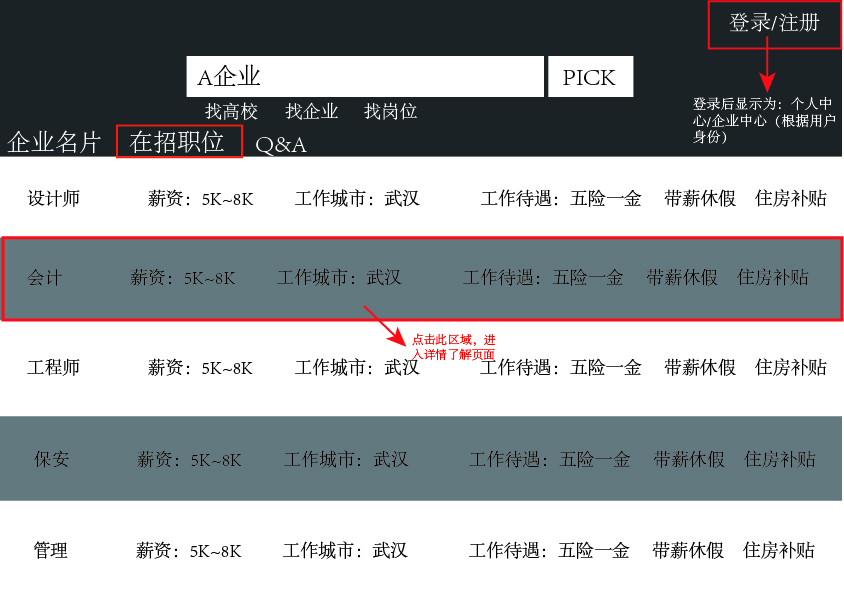 登录/注册
A企业 PICK
找高校 找企业 找岗位
登录后显示为：个人中
心/企业中心（根据用户
身份）
企业名片 在招职位 Q&A
设计师 薪资：5K~8K 工作城市：武汉 工作待遇：五险一金 带薪休假 住房补贴
会计 薪资：5K~8K 工作城市：武汉 工作待遇：五险一金 带薪休假 住房补贴
点击此区域，进
入详情了解页面
工程师 薪资：5K~8K 工作城市：武汉 工作待遇：五险一金 带薪休假 住房补贴
保安 薪资：5K~8K 工作城市：武汉 工作待遇：五险一金 带薪休假 住房补贴
管理 薪资：5K~8K 工作城市：武汉 工作待遇：五险一金 带薪休假 住房补贴